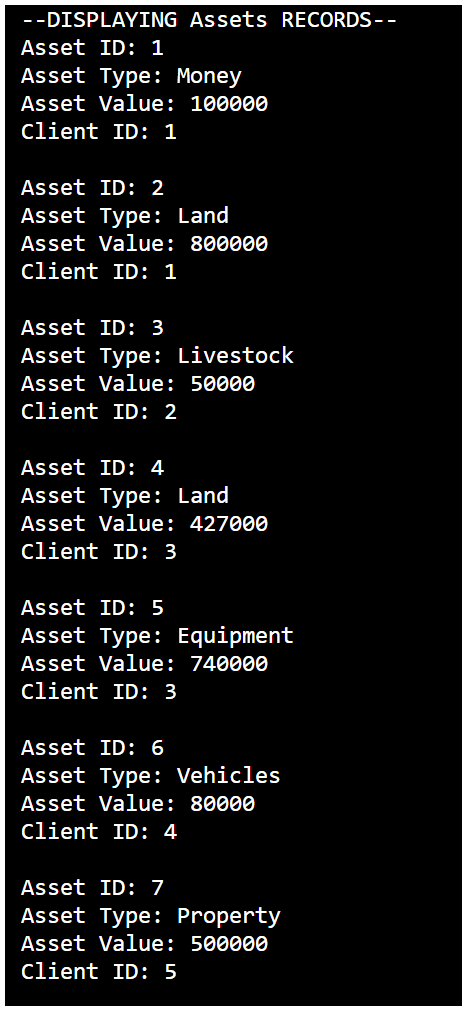 --DISPLAYING Assets RECORDS--
Asset ID: 1
Asset Type: Money
Asset Value: 100000
Client ID: 1

Asset ID: 2
Asset Type: Land
Asset Value: 800000
Client ID: 1

Asset ID: 3
Asset Type: Livestock
Asset Value: 50000
Client ID: 2

Asset ID: 4
Asset Type: Land
Asset Value: 427000
Client ID: 3

Asset ID: 5
Asset Type: Equipment
Asset Value: 740000
Client ID: 3

Asset ID: 6
Asset Type: Vehicles
Asset Value: 80000
Client ID: 4

Asset ID: 7
Asset Type: Property
Asset Value: 500000
Client ID: 5